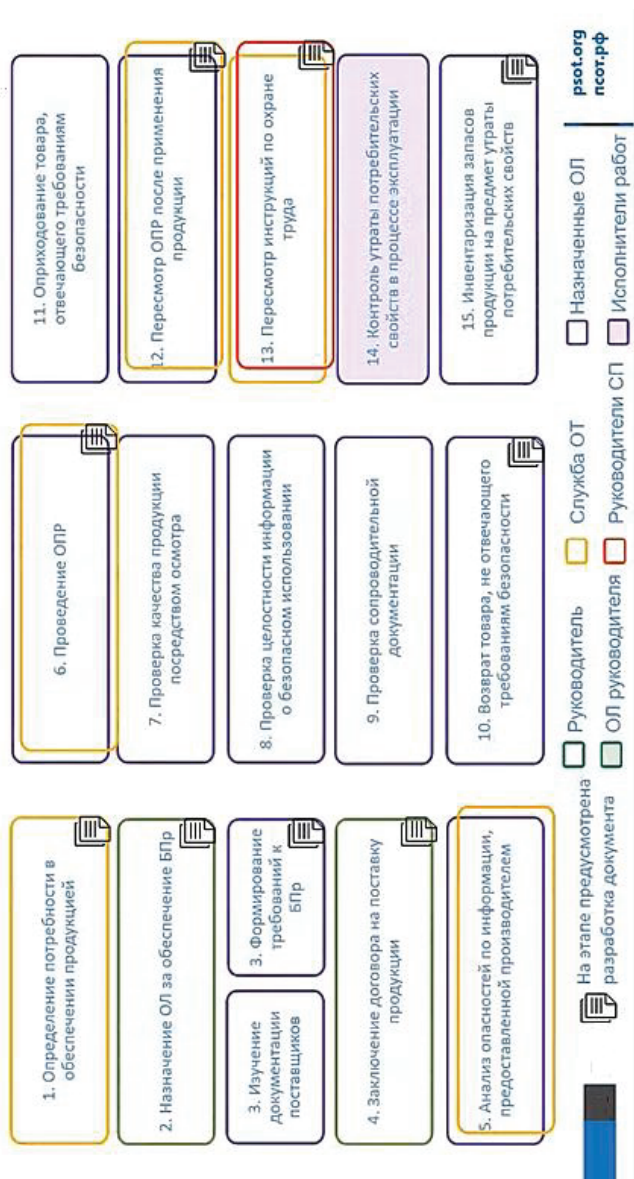 1. Определение потребности в
обеспечении продукцией
2. Назначение ОЛ за обеспечение БПр
3. Изучение
документации
поставщиков
3. Формирование
требований к
БПр
4. Заключение договора на поставку
продукции
5. Анализ опасностей по информации,
предоставленной производителем
6. Проведение ОПР
7. Проверка качества продукции
посредством осмотра
8. Проверка целостности информации
о безопасном использовании
9. Проверка сопроводительной
документации
10. Возврат товара, не отвечающего
требованиям безопасности
11. Оприходование товара,
отвечающего требованиям
безопасности
12. Пересмотр ОПР после применения
продукции
13. Пересмотр инструкций по охране
труда
14. Контроль утраты потребительских
свойств в процессе эксплуатации
15. Инвентаризация запасов
продукции на предмет утраты
потребительских свойств
На этапе предусмотрена
разработка документа
Руководитель
ОЛ руководителя
Служба ОТ
Руководители СП
Назначенные ОЛ
Исполнители работ
psot.org
псот.рф